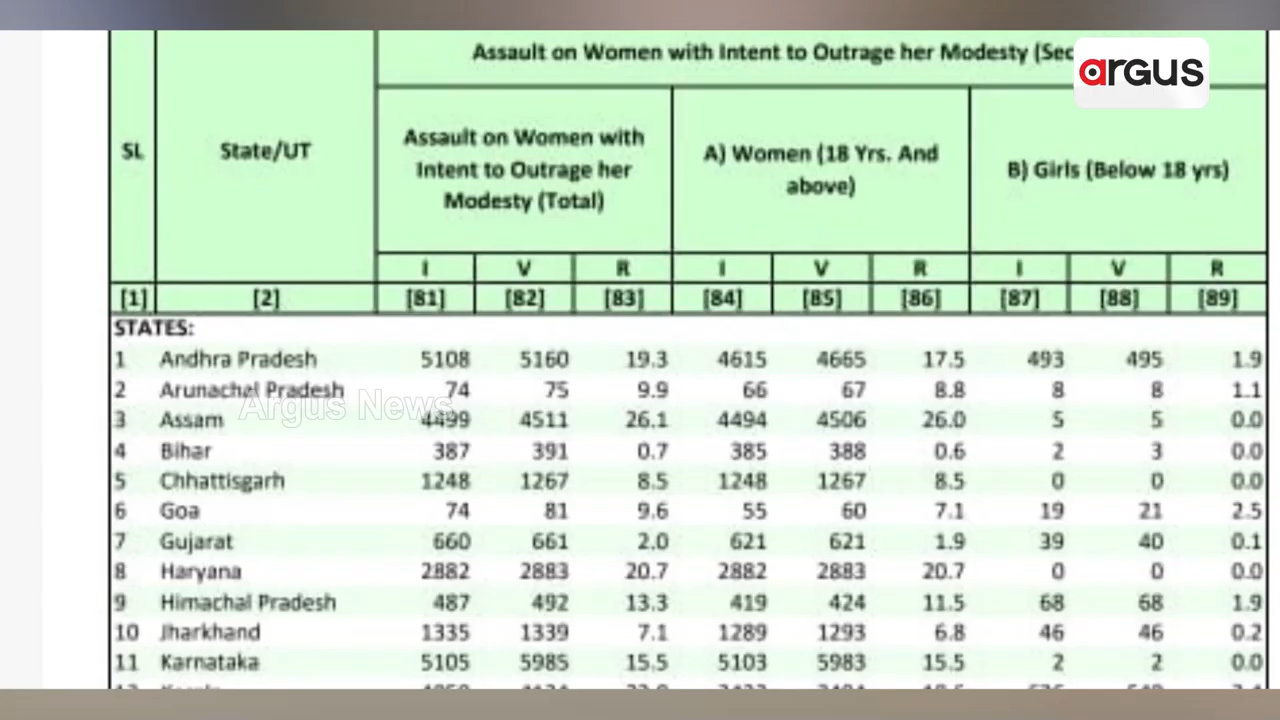 Assault on Women with Intent to Outrage her Modesty
argus
SL
State/UT
Assault on Women with
Intent to Outrage her
Modesty (Total)
A) Women (18 Yrs. And
above)
B) Girls (Below 18 yrs)
I V R I V R I V R
[1] [2] [81] [82] [83] [84] [85] [86] [87] [88] [89]
STATES:
1 Andhra Pradesh 5108 5160 19.3 4615 4665 17.5 493 495 1.9
2 Arunachal Pradesh 74 75 9.9 66 67 8.8 8 8 1.1
Argus News
3 Assam 4499 4511 26.1 4494 4506 26.0 5 5 0.0
4 Bihar 387 391 0.7 385 388 0.6 2 3 0.0
5 Chhattisgarh 1248 1267 8.5 1248 1267 8.5 0 0 0.0
6 Goa 74 81 9.6 55 60 7.1 19 21 2.5
7 Gujarat 660 661 2.0 621 621 1.9 39 40 0.1
8 Haryana 2882 2883 20.7 2882 2883 20.7 0 0 0.0
9 Himachal Pradesh 487 492 13.3 419 424 11.5 68 68 1.9
10 Jharkhand 1335 1339 7.1 1289 1293 6.8 46 46 0.2
11 Karnataka 5105 5985 15.5 5103 5983 15.5 2 2 0.0